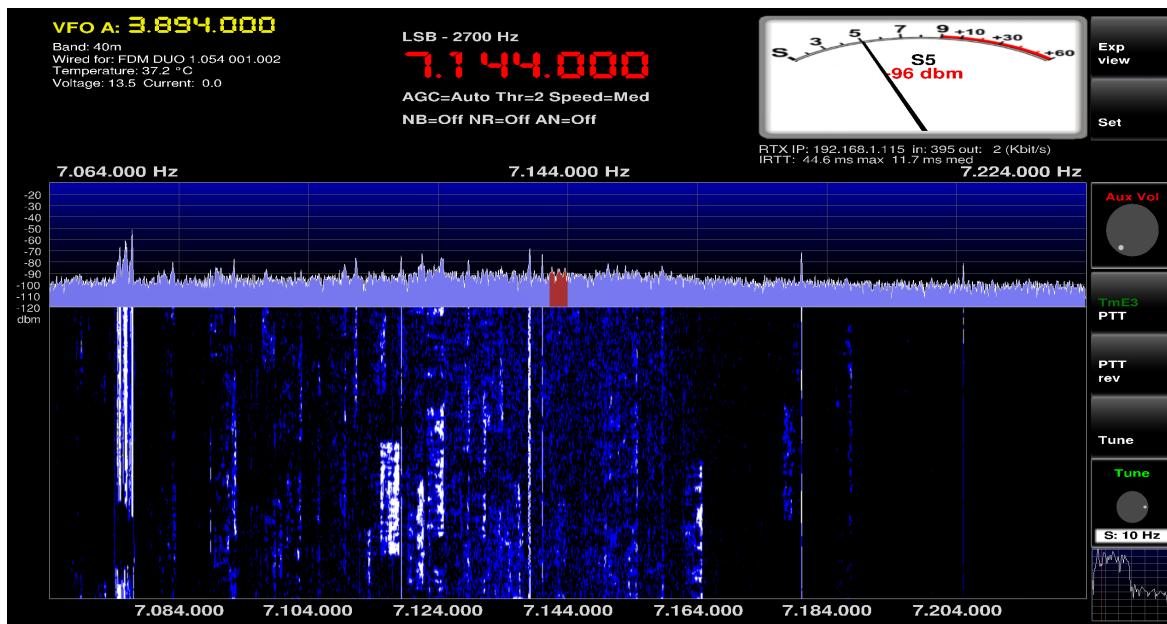 VFO A: 3.894.000
Band: 40m
Wired for: FDM DUO 1.054 001.002
Temperature: 37.2 °C
Voltage: 13.5 Current: 0.0
LSB - 2700 Hz
7.144.000
AGC=Auto Thr=2 Speed=Med
NB=Off NR=Off AN=Off
S 3 5 7 9 +10 +30 +60
S5
-96 dbm
RTX IP: 192.168.1.115 in: 395 out: 2 (Kbit/s)
IRTT: 44.6 ms max 11.7 ms med
Exp
view
Set
7.064.000 Hz 7.144.000 Hz 7.224.000 Hz
-20
-30
-40
-50
-60
-70
-80
-90
-100
-110
-120
dbm
Aux Vol
TmE3
PTT
PTT
rev
Tune
Tune
S: 10 Hz
7.084.000 7.104.000 7.124.000 7.144.000 7.164.000 7.184.000 7.204.000